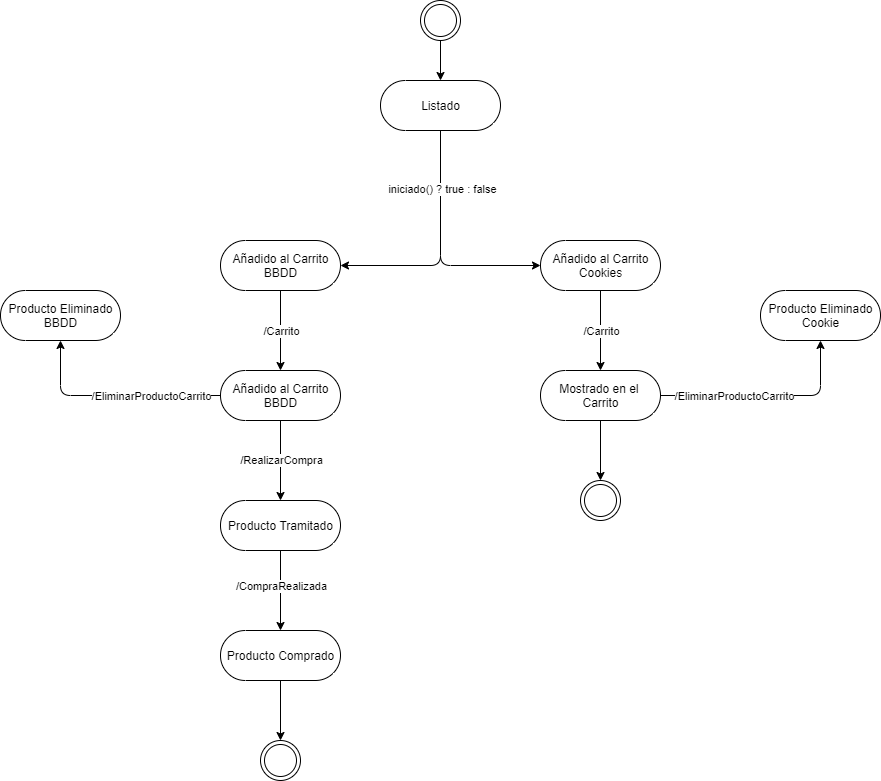 Listado
iniciado() ? true : false
Añadido al Carrito
BBDD
Añadido al Carrito
Cookies
Producto Eliminado
BBDD
Producto Eliminado
Cookie
/Carrito
/Carrito
/EliminarProductoCarrito
Añadido al Carrito
BBDD
Mostrado en el
Carrito
/EliminarProductoCarrito
/RealizarCompra
Producto Tramitado
/CompraRealizada
Producto Comprado